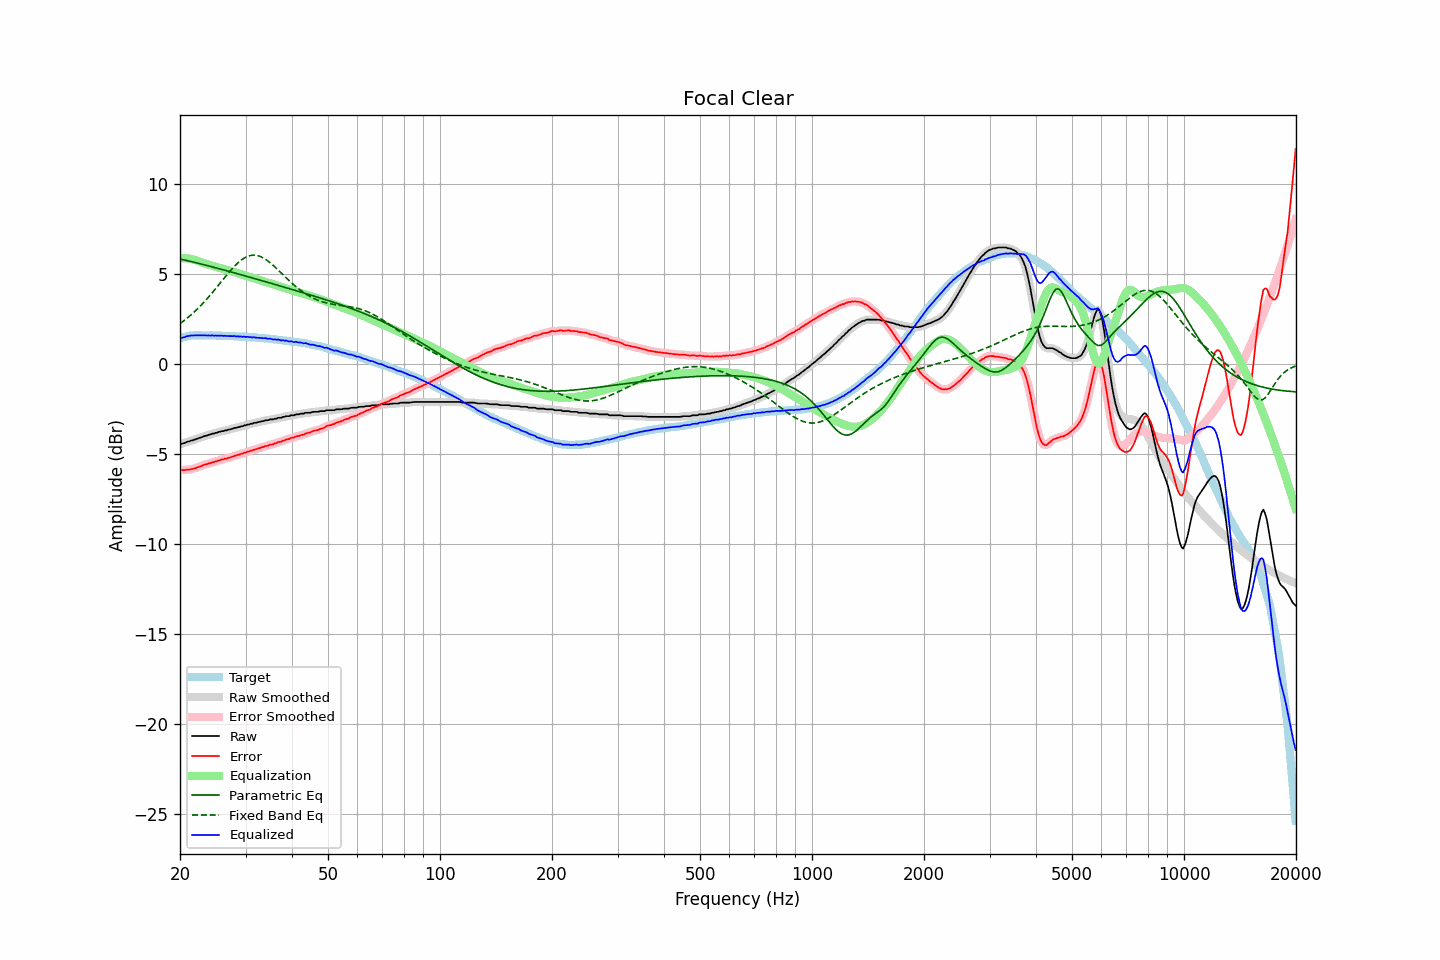 Focal Clear
10
5
0
−5
−10
−15
−20
−25
Amplitude (dBr)
Target
Raw Smoothed
Error Smoothed
Raw
Error
Equalization
Parametric Eq
Fixed Band Eq
Equalized
20 50 100 200 500 1000 2000 5000 10000 20000
Frequency (Hz)